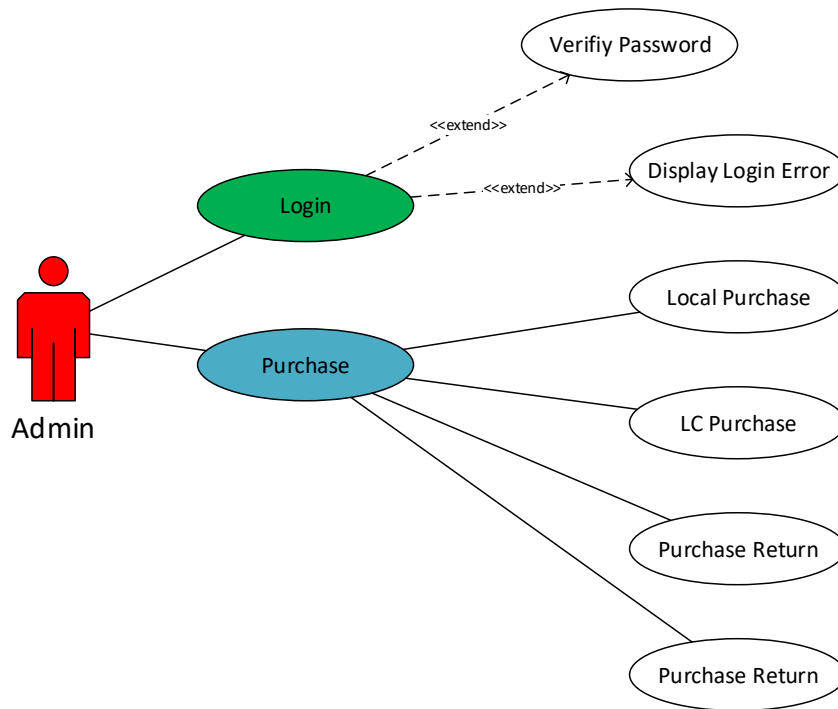 Verifiy Password
<<extend>>
Display Login Error
<<extend>>
Login
Local Purchase
Purchase
LC Purchase
Admin
Purchase Return
Purchase Return